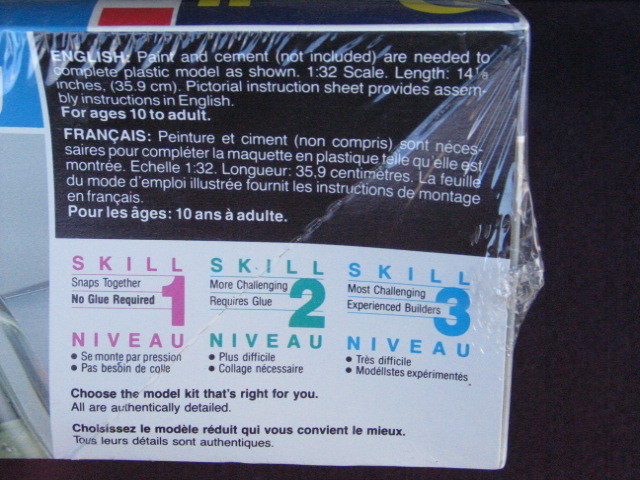 ENGLISH: Paint and cement (not included) are needed to
complete plastic model as shown. 1:32 Scale. Length: 14 1/8
inches, (35.9 cm). Pictorial instruction sheet provides assem-
bly instructions in English.
For ages 10 to adult.
FRANÇAIS: Peinture et ciment (non compris) sont néces-
saires pour compléter la maquette en plastique telle qu'elle est
montrée. Echelle 1:32. Longueur: 35,9 centimètres. La feuille
du mode d'emploi illustrée fournit les instructions de montage
en français.
Pour les âges: 10 ans à adulte.
SKILL 1
Snaps Together
No Glue Required
NIVEAU
• Se monte par pression
• Pas besoin de colle
SKILL 2
More Challenging
Requires Glue
NIVEAU
• Plus difficile
• Collage nécessaire
SKILL 3
Most Challenging
Experienced Builders
NIVEAU
• Très difficile
• Modélistes expérimentés
Choose the model kit that's right for you.
All are authentically detailed.
Choisissez le modèle réduit qui vous convient le mieux.
Tous leurs détails sont authentiques.